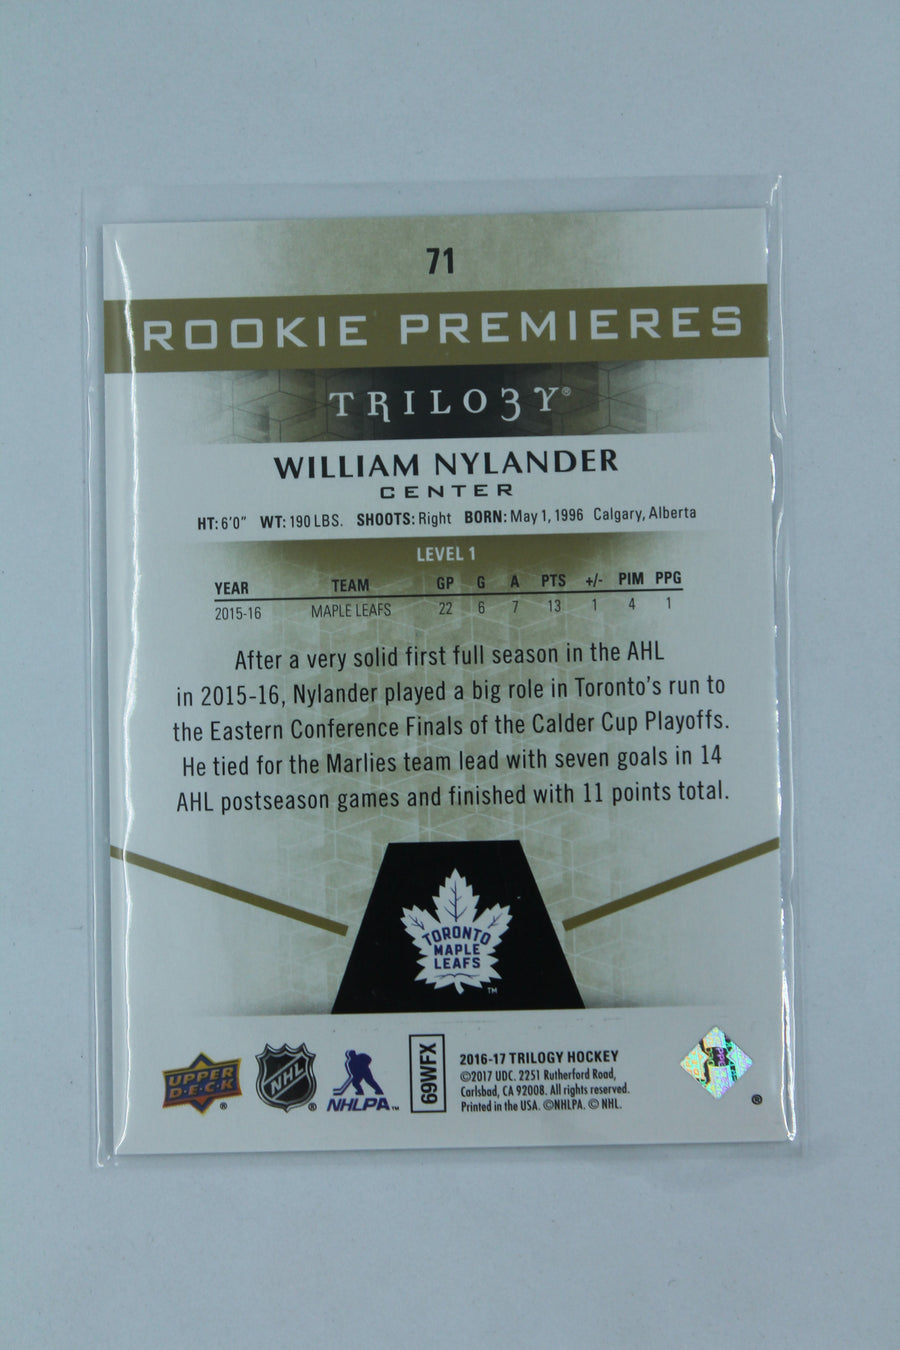 71
ROOKIE PREMIERES
TRILO3Y®
WILLIAM NYLANDER
CENTER
HT: 6'0" WT: 190 LBS. SHOOTS: Right BORN: May 1, 1996 Calgary, Alberta
LEVEL 1
YEAR TEAM GP G A PTS +/- PIM PPG
2015-16 MAPLE LEAFS 22 6 7 13 1 4 1
After a very solid first full season in the AHL
in 2015-16, Nylander played a big role in Toronto's run to
the Eastern Conference Finals of the Calder Cup Playoffs.
He tied for the Marlies team lead with seven goals in 14
AHL postseason games and finished with 11 points total.
TORONTO
MAPLE
LEAFS
™
UPPER
D·E·C·K
®
NHL
®
NHLPA™
69WFX
2016-17 TRILOGY HOCKEY
©2017 UDC. 2251 Rutherford Road,
Carlsbad, CA 92008. All rights reserved.
Printed in the USA. ©NHLPA. © NHL.
®